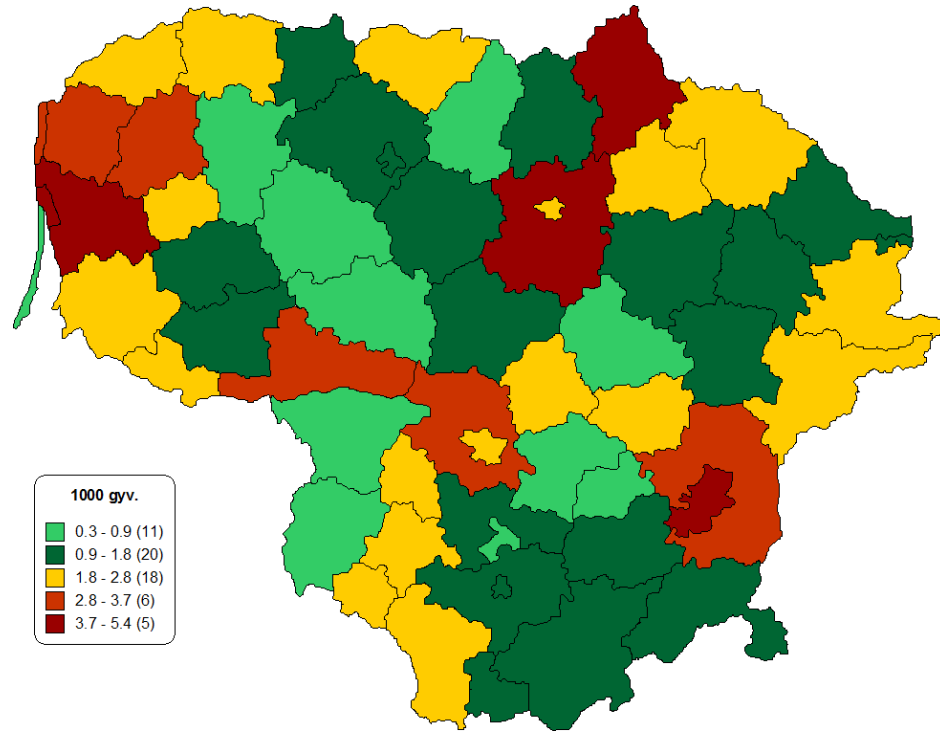 1000 gyv.
0.3 - 0.9 (11)
0.9 - 1.8 (20)
1.8 - 2.8 (18)
2.8 - 3.7 (6)
3.7 - 5.4 (5)